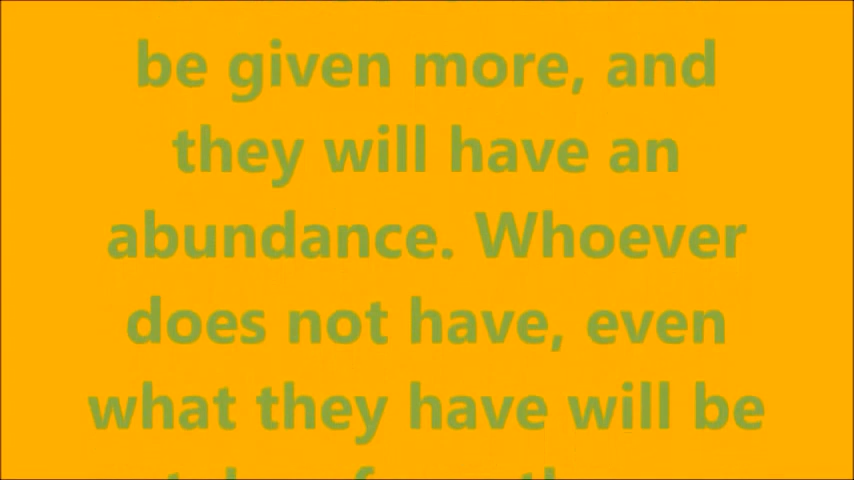 be given more, and
they will have an
abundance. Whoever
does not have, even
what they have will be